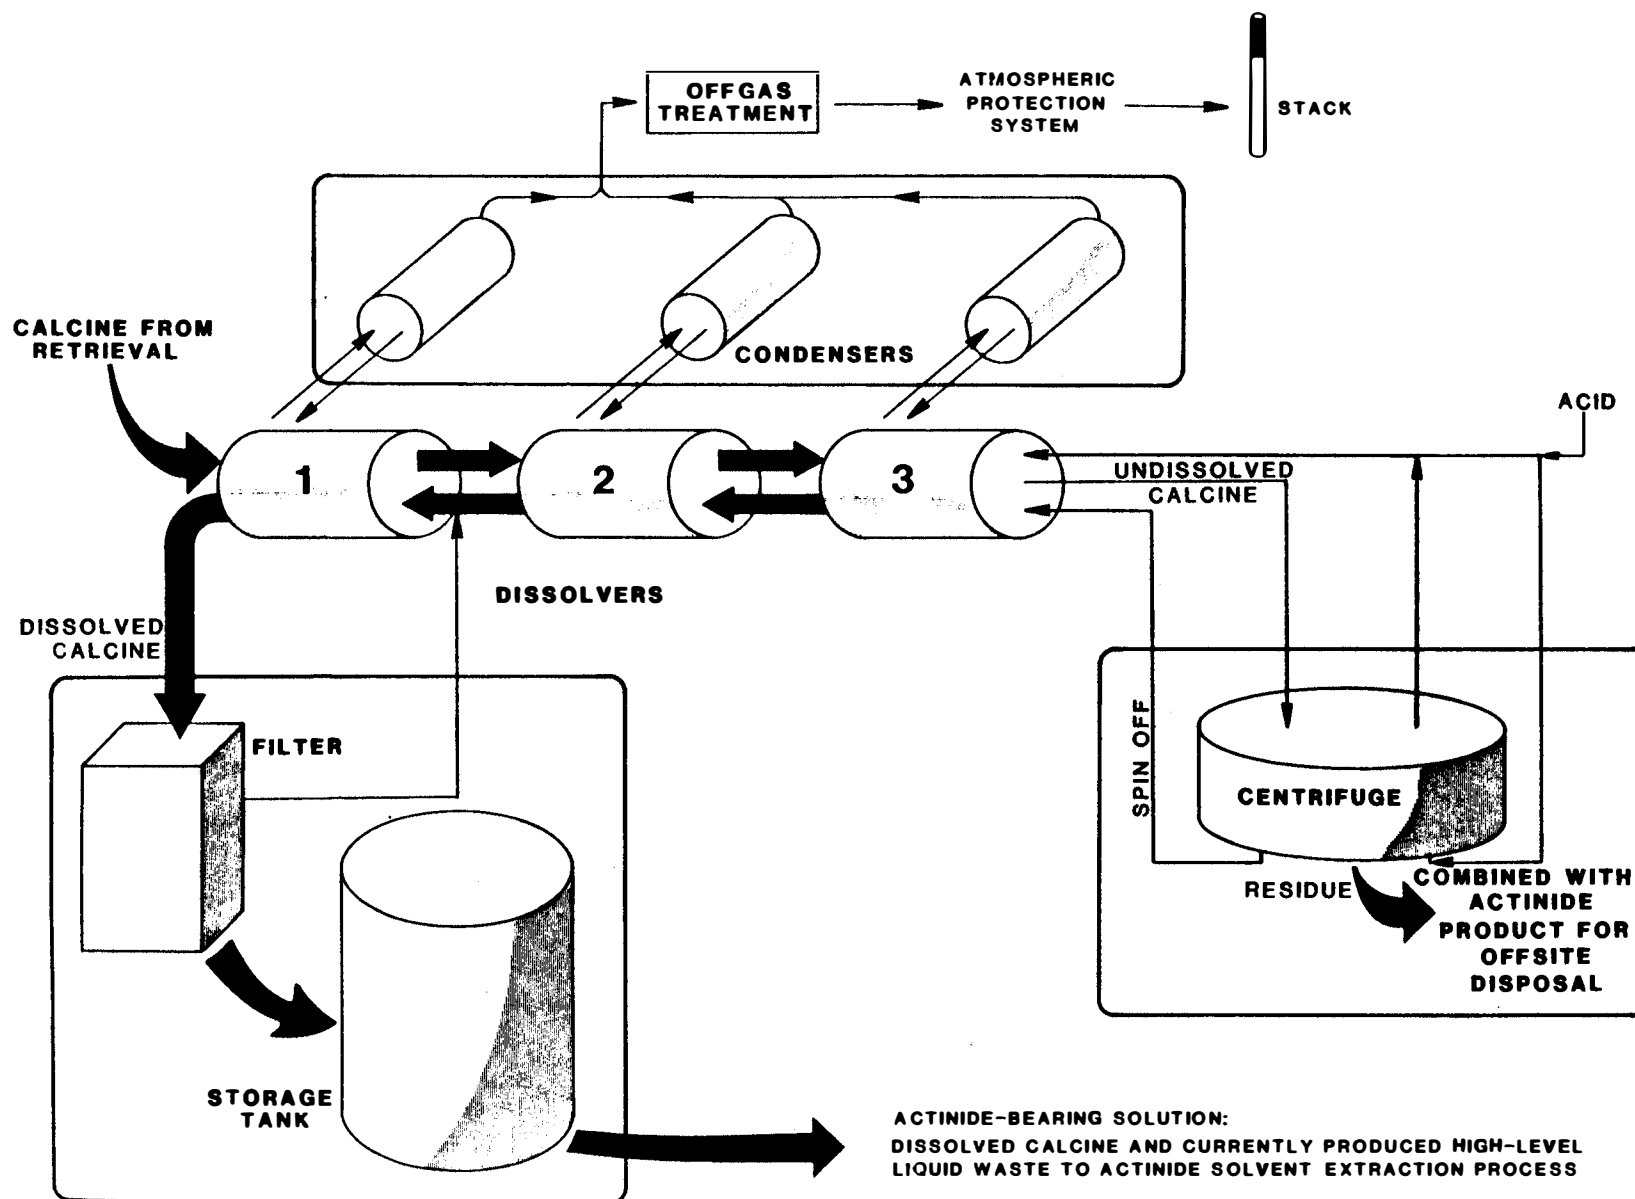 OFFGAS
TREATMENT
ATMOSPHERIC
PROTECTION
SYSTEM
STACK
CALCINE FROM
RETRIEVAL
CONDENSERS
ACID
1
2
3
UNDISSOLVED
CALCINE
DISSOLVERS
DISSOLVED
CALCINE
FILTER
SPIN OFF
CENTRIFUGE
RESIDUE
COMBINED WITH
ACTINIDE
PRODUCT FOR
OFFSITE
DISPOSAL
STORAGE
TANK
ACTINIDE-BEARING SOLUTION:
DISSOLVED CALCINE AND CURRENTLY PRODUCED HIGH-LEVEL
LIQUID WASTE TO ACTINIDE SOLVENT EXTRACTION PROCESS